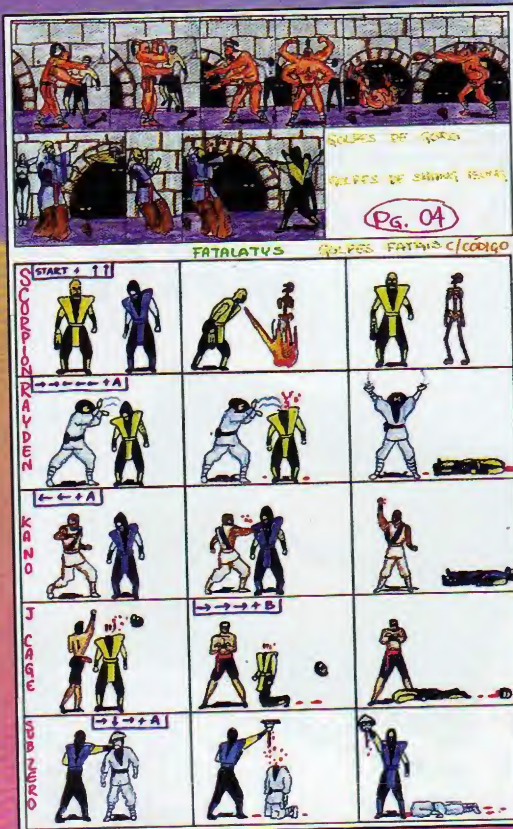 GOLPES DE GORO
GOLPES DE SHANG TSUNG
PG. 04
FATALATYS GOLPES FATAIS C/CÓDIGO
SCORPION
START + ↑↑
RAYDEN
→→←←←+A
KANO
←←+A
J CAGE
→→→+B
SUB ZERO
→↓→+A